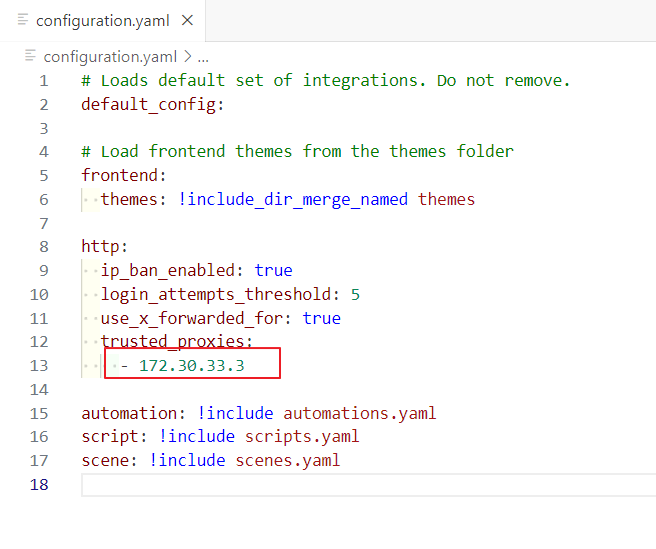 configuration.yaml
configuration.yaml > ...
1 # Loads default set of integrations. Do not remove.
2 default_config:
3
4 # Load frontend themes from the themes folder
5 frontend:
6   themes: !include_dir_merge_named themes
7
8 http:
9   ip_ban_enabled: true
10   login_attempts_threshold: 5
11   use_x_forwarded_for: true
12   trusted_proxies:
13     - 172.30.33.3
14
15 automation: !include automations.yaml
16 script: !include scripts.yaml
17 scene: !include scenes.yaml
18